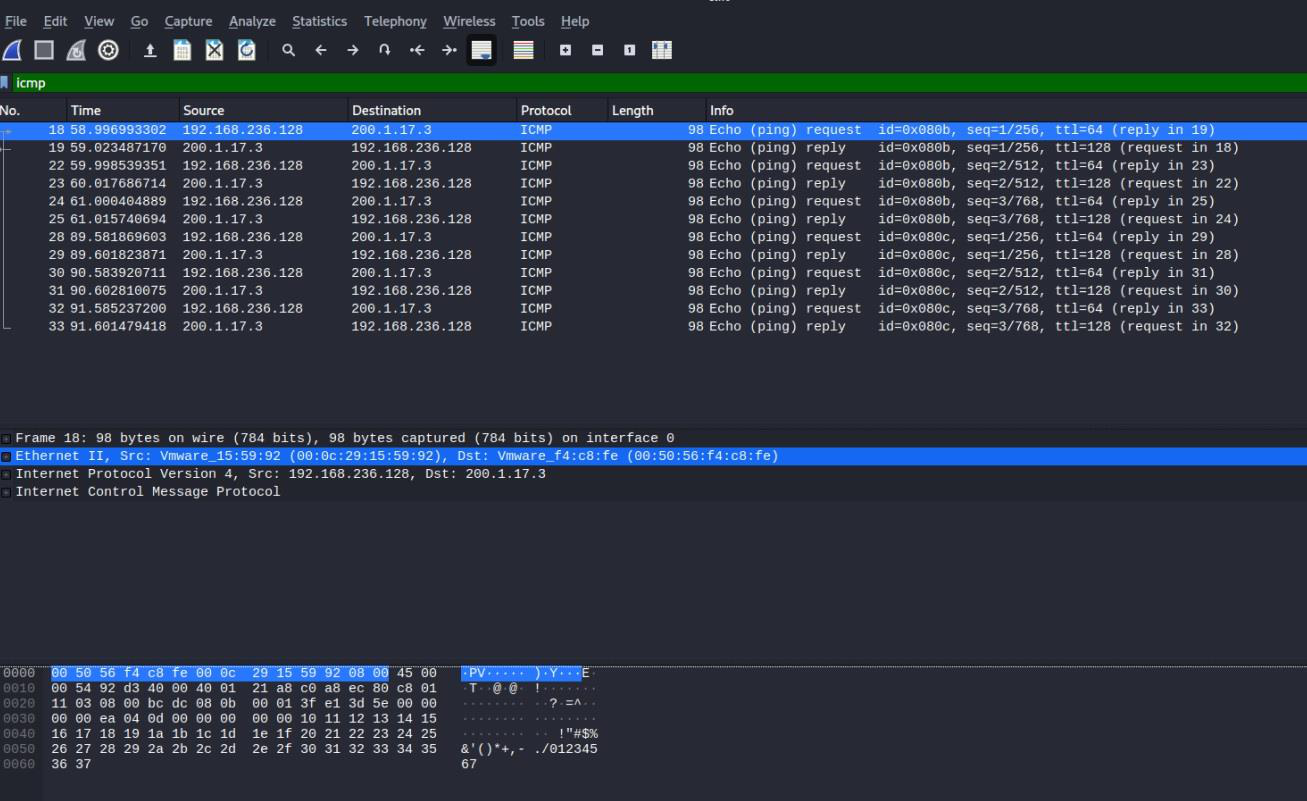 File Edit View Go Capture Analyze Statistics Telephony Wireless Tools Help
icmp
No. Time Source Destination Protocol Length Info
18 58.996993302 192.168.236.128 200.1.17.3 ICMP 98 Echo (ping) request id=0x080b, seq=1/256, ttl=64 (reply in 19)
19 59.023487170 200.1.17.3 192.168.236.128 ICMP 98 Echo (ping) reply id=0x080b, seq=1/256, ttl=128 (request in 18)
22 59.998539351 192.168.236.128 200.1.17.3 ICMP 98 Echo (ping) request id=0x080b, seq=2/512, ttl=64 (reply in 23)
23 60.017686714 200.1.17.3 192.168.236.128 ICMP 98 Echo (ping) reply id=0x080b, seq=2/512, ttl=128 (request in 22)
24 61.000404889 192.168.236.128 200.1.17.3 ICMP 98 Echo (ping) request id=0x080b, seq=3/768, ttl=64 (reply in 25)
25 61.015740694 200.1.17.3 192.168.236.128 ICMP 98 Echo (ping) reply id=0x080b, seq=3/768, ttl=128 (request in 24)
28 89.581869603 192.168.236.128 200.1.17.3 ICMP 98 Echo (ping) request id=0x080c, seq=1/256, ttl=64 (reply in 29)
29 89.601823871 200.1.17.3 192.168.236.128 ICMP 98 Echo (ping) reply id=0x080c, seq=1/256, ttl=128 (request in 28)
30 90.583920711 192.168.236.128 200.1.17.3 ICMP 98 Echo (ping) request id=0x080c, seq=2/512, ttl=64 (reply in 31)
31 90.602810075 200.1.17.3 192.168.236.128 ICMP 98 Echo (ping) reply id=0x080c, seq=2/512, ttl=128 (request in 30)
32 91.585237200 192.168.236.128 200.1.17.3 ICMP 98 Echo (ping) request id=0x080c, seq=3/768, ttl=64 (reply in 33)
33 91.601479418 200.1.17.3 192.168.236.128 ICMP 98 Echo (ping) reply id=0x080c, seq=3/768, ttl=128 (request in 32)
Frame 18: 98 bytes on wire (784 bits), 98 bytes captured (784 bits) on interface 0
Ethernet II, Src: Vmware_15:59:92 (00:0c:29:15:59:92), Dst: Vmware_f4:c8:fe (00:50:56:f4:c8:fe)
Internet Protocol Version 4, Src: 192.168.236.128, Dst: 200.1.17.3
Internet Control Message Protocol
0000 00 50 56 f4 c8 fe 00 0c 29 15 59 92 08 00 45 00 ·PV····· )·Y···E·
0010 00 54 92 d3 40 00 40 01 21 a8 c0 a8 ec 80 c8 01 ·T··@·@· !·······
0020 11 03 08 00 bc dc 08 0b 00 01 3f e1 3d 5e 00 00 ········ ··?·=^··
0030 00 00 ea 04 0d 00 00 00 00 00 10 11 12 13 14 15 ········ ········
0040 16 17 18 19 1a 1b 1c 1d 1e 1f 20 21 22 23 24 25 ········ ·· !"#$%
0050 26 27 28 29 2a 2b 2c 2d 2e 2f 30 31 32 33 34 35 &'()*+,- ./012345
0060 36 37 67